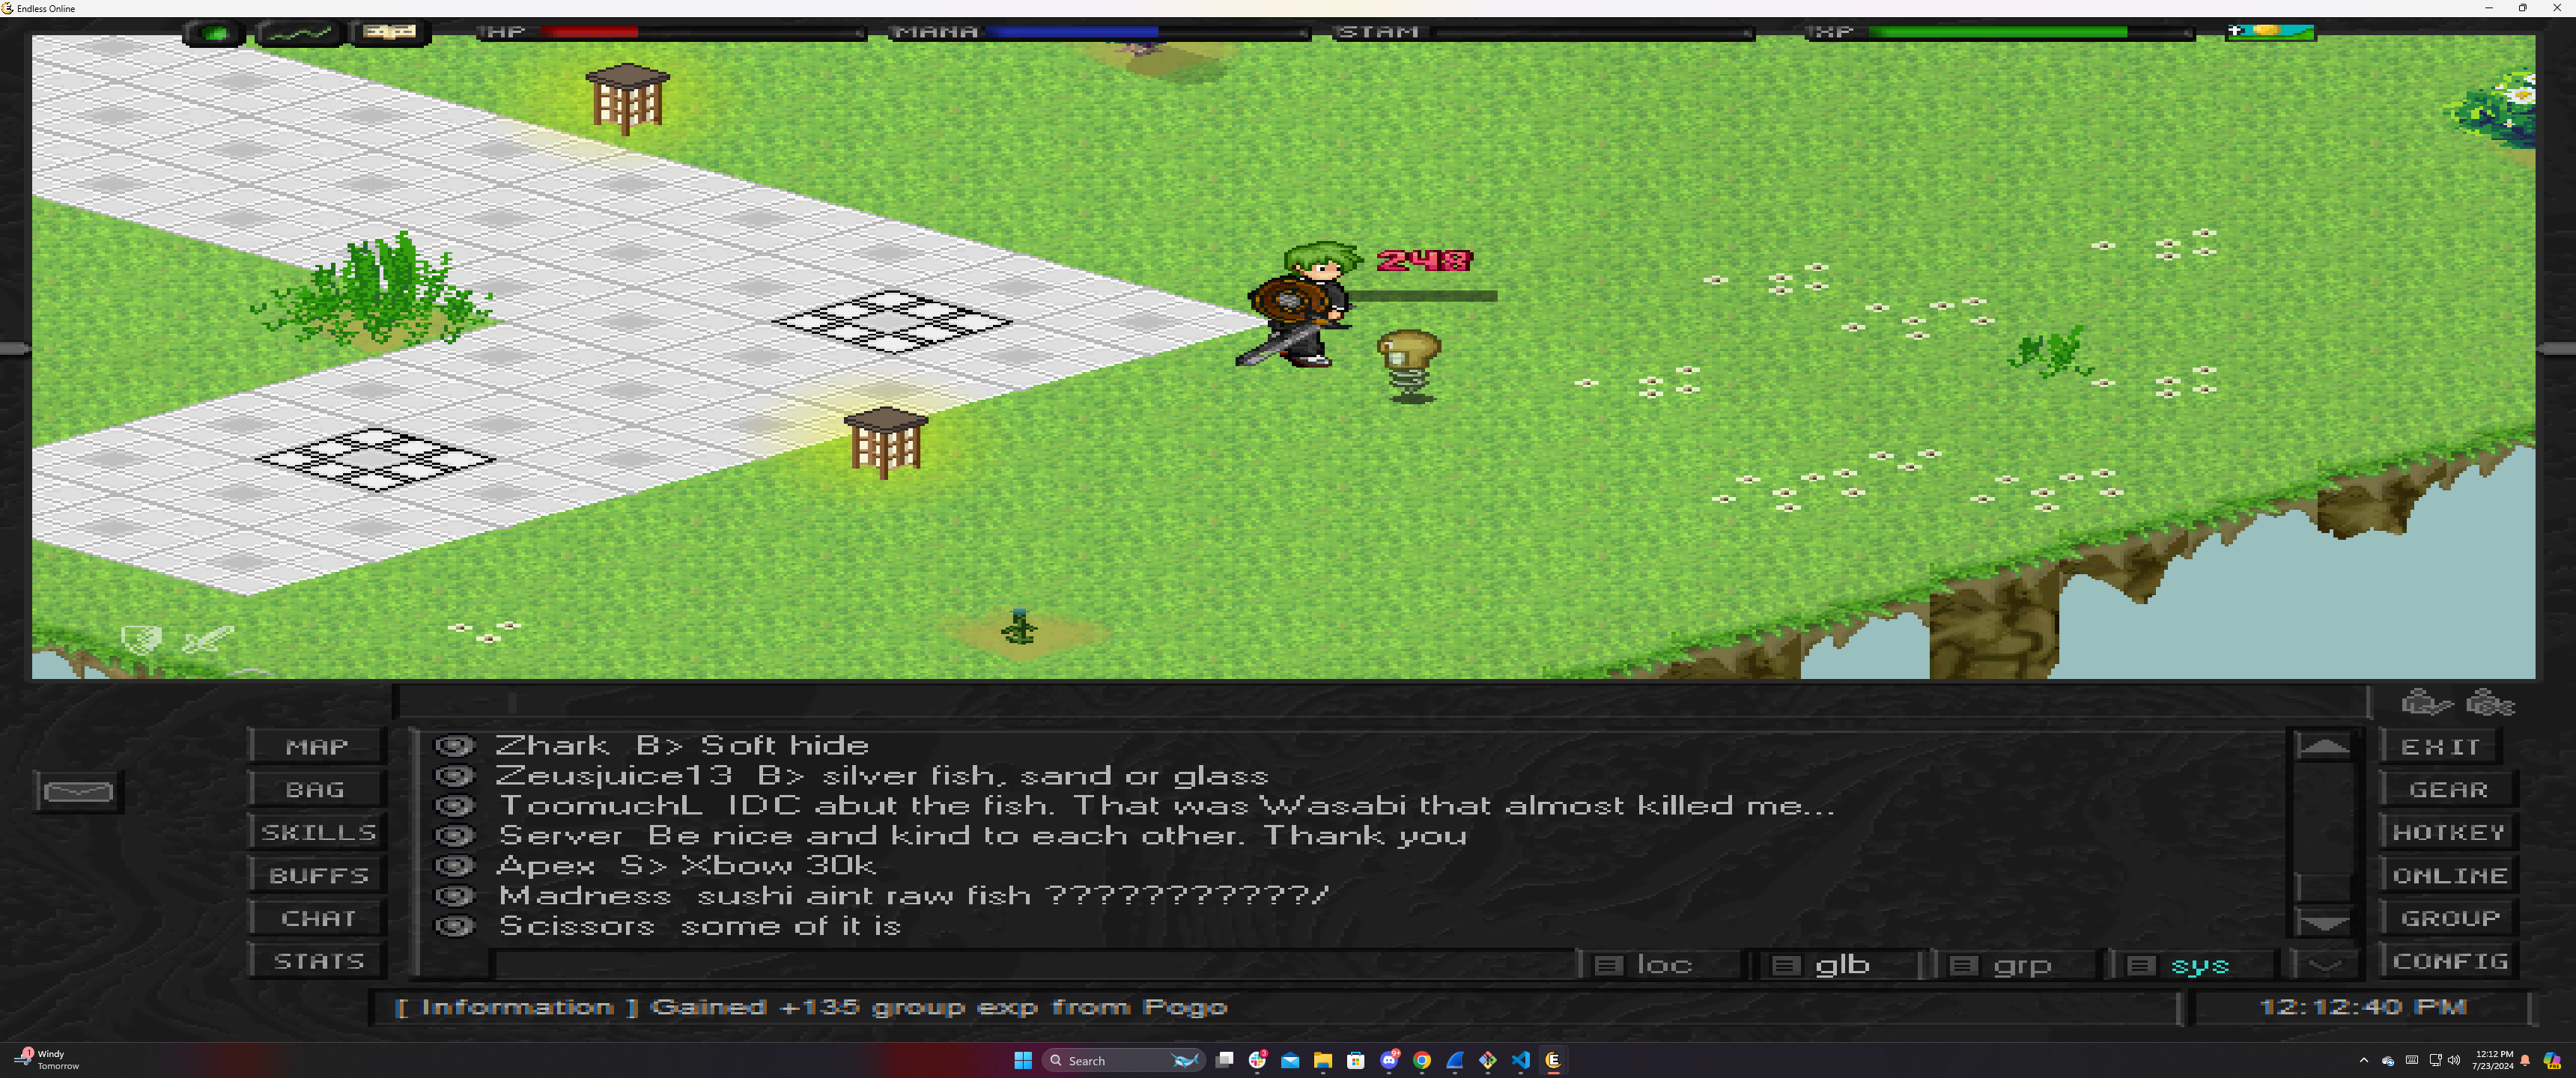 Endless Online
HP MANA STAM XP
248
MAP
BAG
SKILLS
BUFFS
CHAT
STATS
Zhark B> Soft hide
Zeusjuice13 B> silver fish, sand or glass
ToomuchL IDC abut the fish. That was Wasabi that almost killed me...
Server Be nice and kind to each other. Thank you
Apex S> Xbow 30k
Madness sushi aint raw fish ???????????/
Scissors some of it is
EXIT
GEAR
HOTKEY
ONLINE
GROUP
CONFIG
loc glb grp sys
[ Information ] Gained +135 group exp from Pogo
12:12:40 PM
1
Windy
Tomorrow
Search
3
9+
12:12 PM
7/23/2024